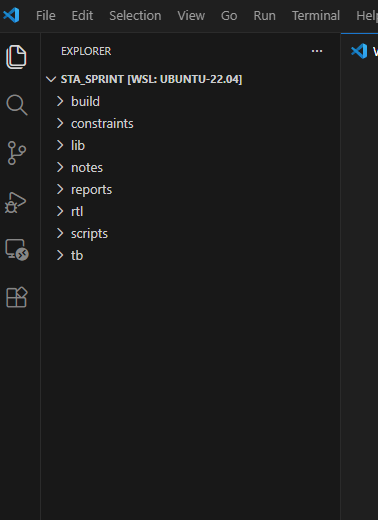 File Edit Selection View Go Run Terminal
EXPLORER
STA_SPRINT [WSL: UBUNTU-22.04]
build
constraints
lib
notes
reports
rtl
scripts
tb